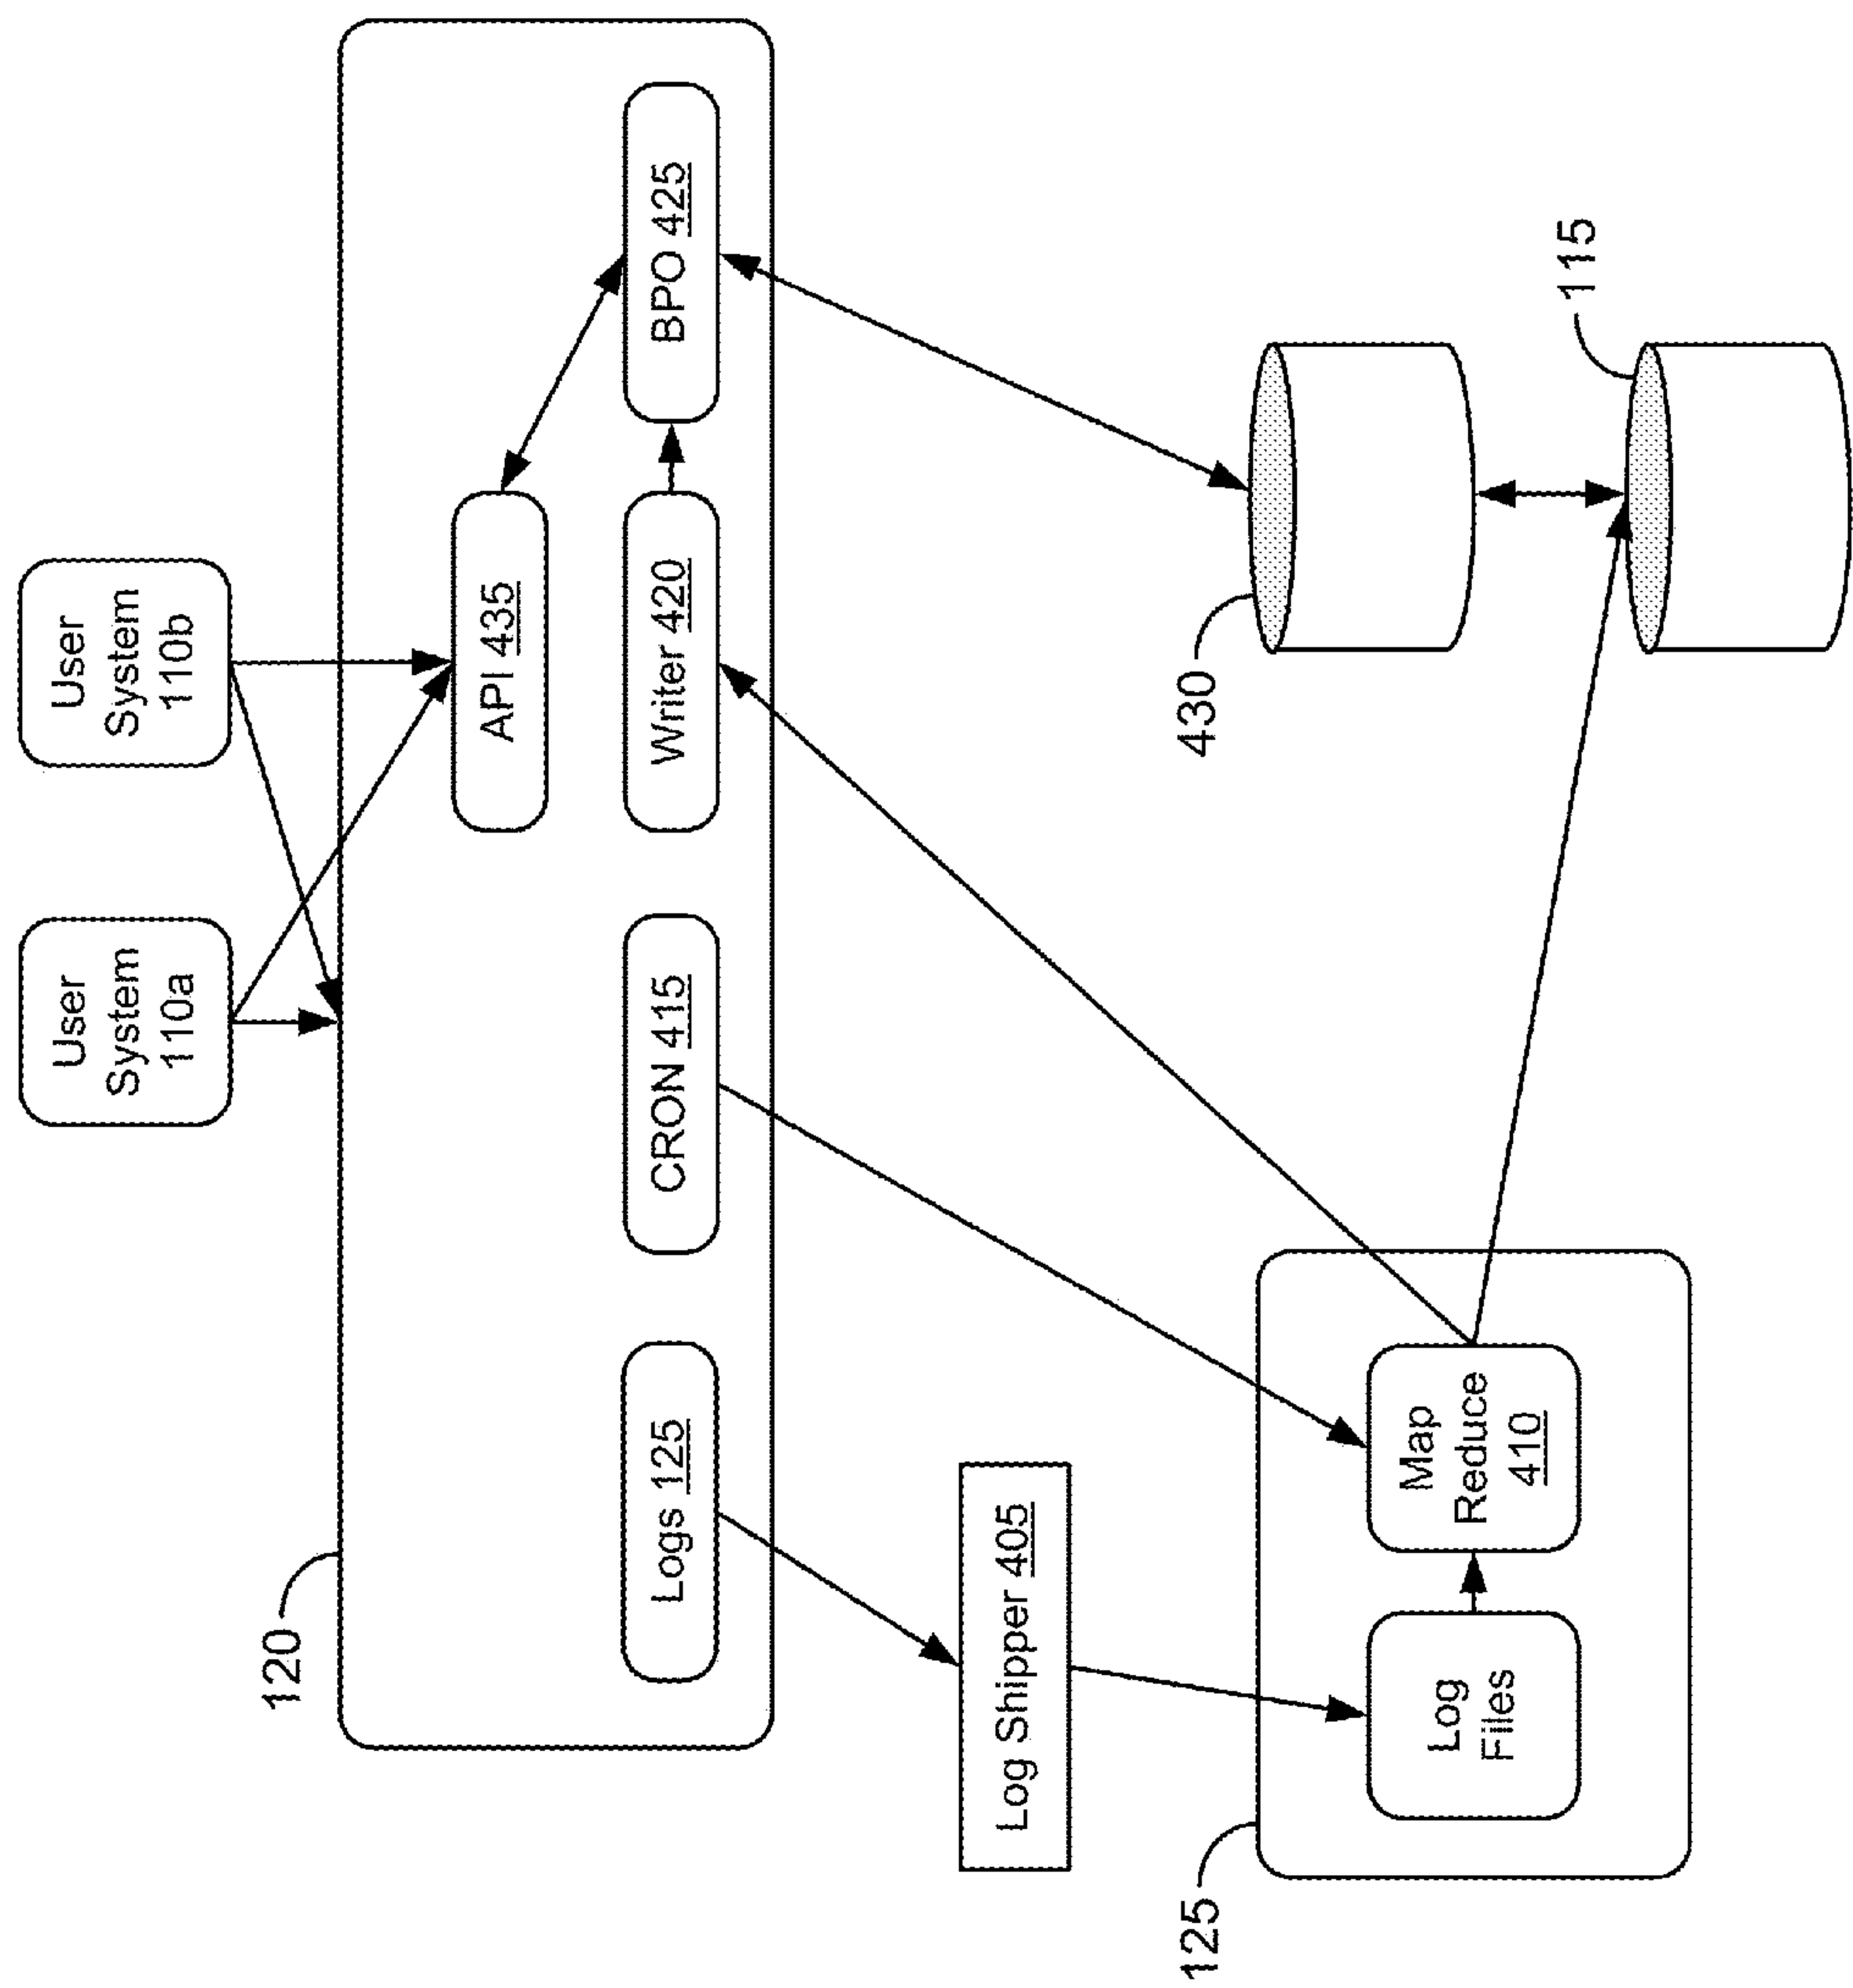 User
System
110a
User
System
110b
120
API 435
Logs 125
CRON 415
Writer 420
BPO 425
Log Shipper 405
125
Log
Files
Map
Reduce
410
430
115